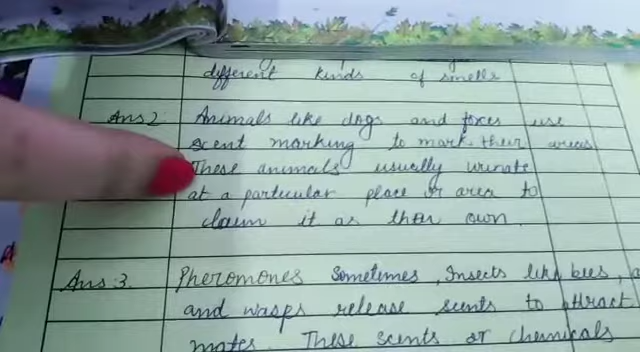 different kinds of smells
Ans 2 Animals like dogs and foxes use
scent marking to mark their areas
These animals usually urinate
at a particular place or area to
claim it as their own.
Ans:3. Pheromones Sometimes, Insects like bees,
and wasps release scents to attract
mates. These scents or chemicals